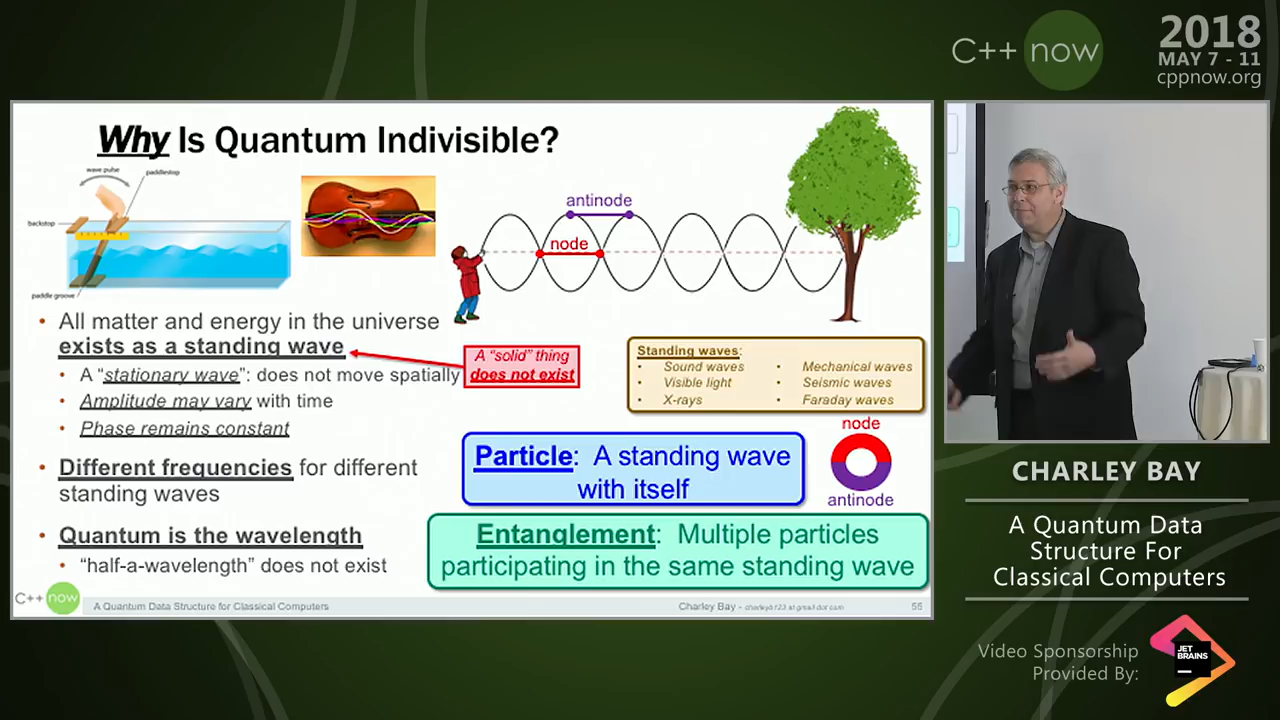 C++ now
2018
MAY 7 - 11
cppnow.org
Why Is Quantum Indivisible?
wave pulse
paddlestop
backstop
paddle groove
antinode
node
• All matter and energy in the universe
exists as a standing wave
• A “stationary wave”: does not move spatially
• Amplitude may vary with time
• Phase remains constant
• Different frequencies for different
standing waves
• Quantum is the wavelength
• “half-a-wavelength” does not exist
A “solid” thing
does not exist
Standing waves:
• Sound waves
• Visible light
• X-rays
• Mechanical waves
• Seismic waves
• Faraday waves
Particle: A standing wave
with itself
node
antinode
Entanglement: Multiple particles
participating in the same standing wave
C++ now
A Quantum Data Structure for Classical Computers
Charley Bay - charleyb123 at gmail dot com
CHARLEY BAY
A Quantum Data
Structure For
Classical Computers
Video Sponsorship
Provided By:
JET
BRAINS